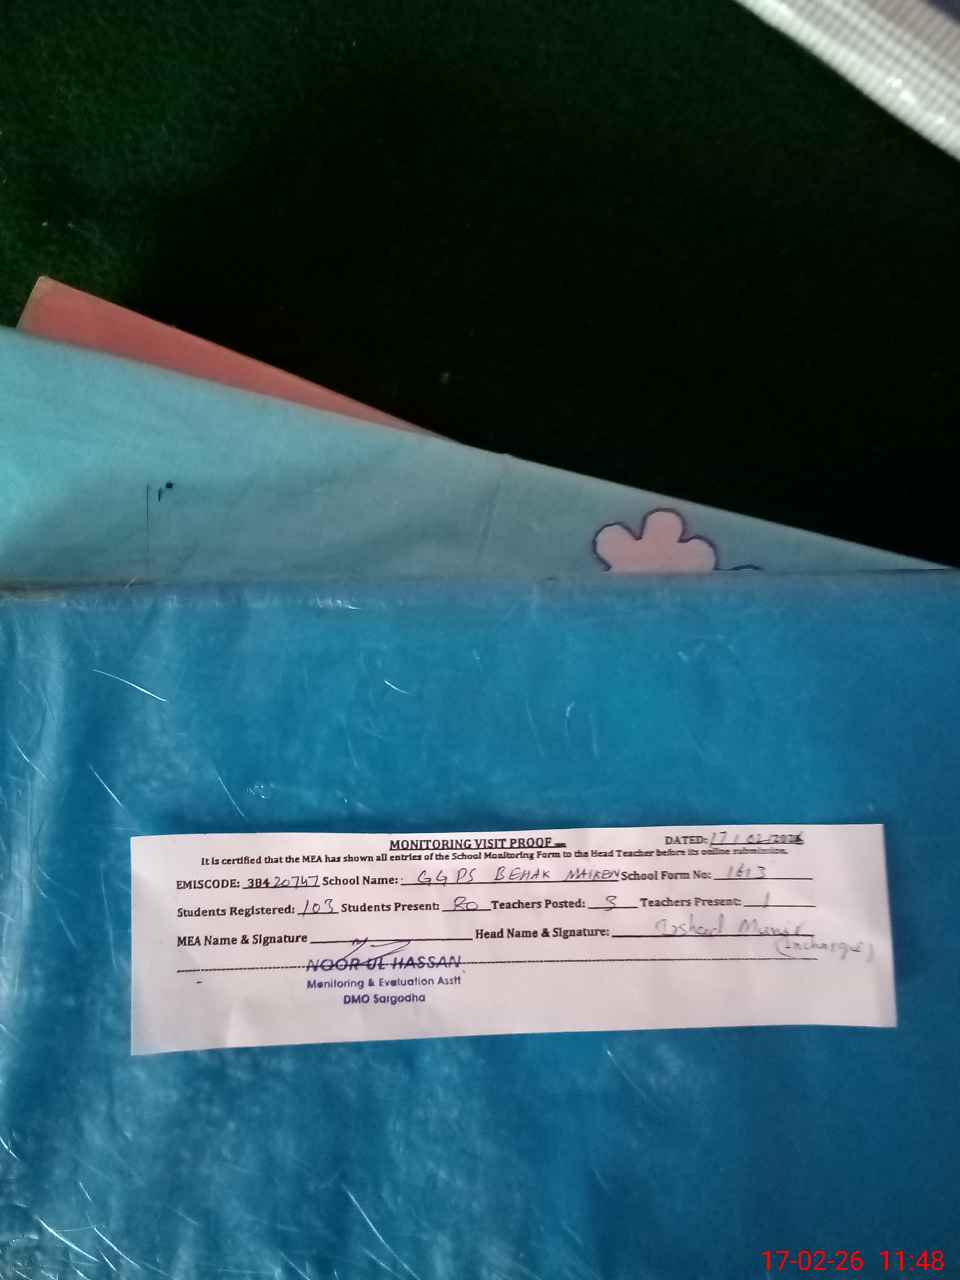 MONITORING VISIT PROOF
DATED: 17/02/2026
It is certified that the MEA has shown all entries of the School Monitoring Form to the Head Teacher before its online submission.
EMISCODE: 38420747 School Name: GGPS BEHAK MAIKEN School Form No: 1613
Students Registered: 103 Students Present: 80 Teachers Posted: 3 Teachers Present: 1
MEA Name & Signature Head Name & Signature: Munir
(Incharge)
NOOR UL HASSAN
Monitoring & Evaluation Asstt
DMO Sargodha
17-02-26 11:48